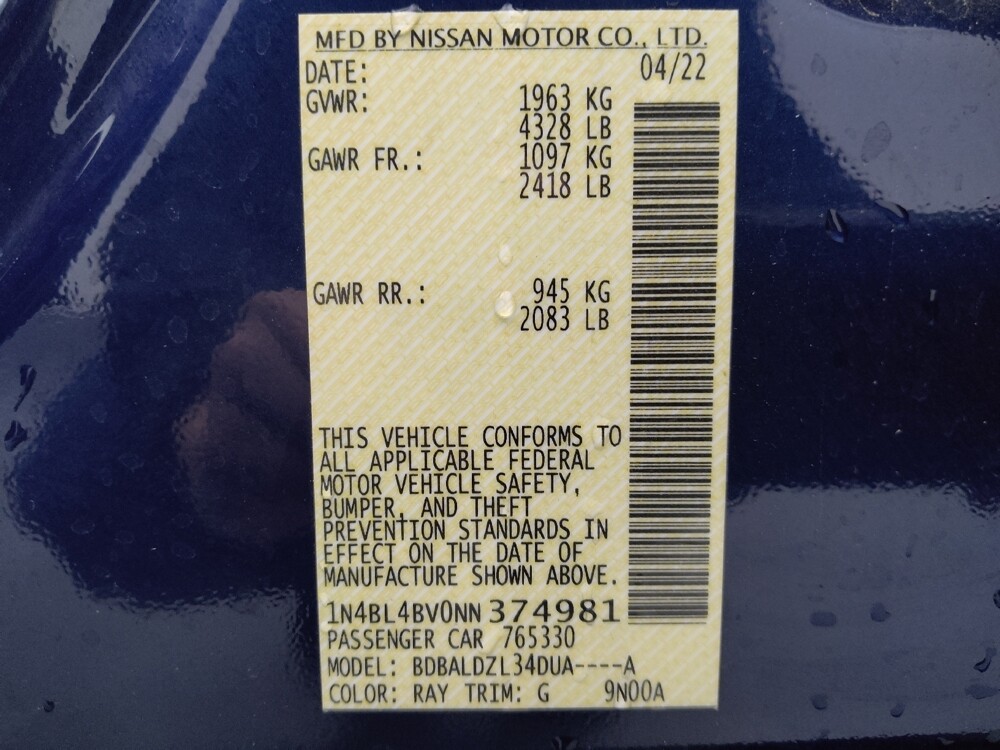 MFD BY NISSAN MOTOR CO., LTD.
DATE: 04/22
GVWR: 1963 KG
4328 LB
GAWR FR.: 1097 KG
2418 LB
GAWR RR.: 945 KG
2083 LB
THIS VEHICLE CONFORMS TO
ALL APPLICABLE FEDERAL
MOTOR VEHICLE SAFETY,
BUMPER, AND THEFT
PREVENTION STANDARDS IN
EFFECT ON THE DATE OF
MANUFACTURE SHOWN ABOVE.
1N4BL4BV0NN374981
PASSENGER CAR 765330
MODEL: BDBALDZL34DUA----A
COLOR: RAY TRIM: G 9N00A